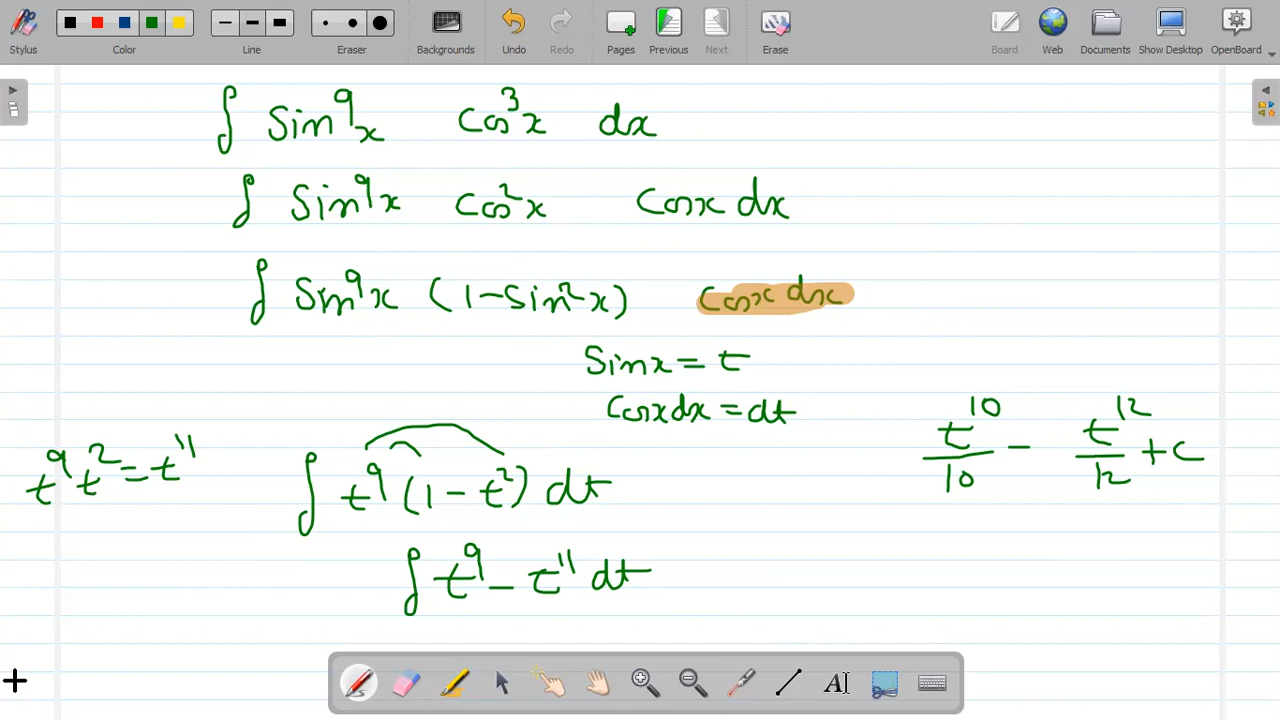 Stylus Color Line Eraser Backgrounds Undo Redo Pages Previous Next Erase Board Web Documents Show Desktop OpenBoard
∫ Sin⁹x cos³x dx
∫ Sin⁹x cos²x cosx dx
∫ Sin⁹x (1-Sin²x) cosx dx
Sinx = t
cosxdx = dt
t⁹t² = t¹¹
∫ t⁹(1-t²) dt
∫ t⁹ - t¹¹ dt
t¹⁰/10 - t¹²/12 + c